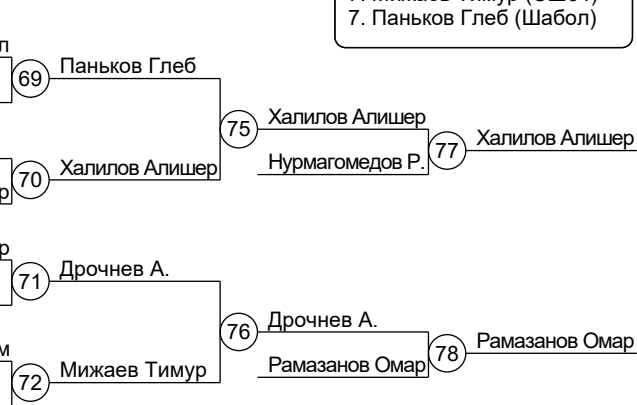 7. Паньков Глеб (Шабол)
69 Паньков Глеб
75 Халилов Алишер
77 Халилов Алишер
70 Халилов Алишер
Нурмагомедов Р.
71 Дрочнев А.
76 Дрочнев А.
78 Рамазанов Омар
72 Мижаев Тимур
Рамазанов Омар